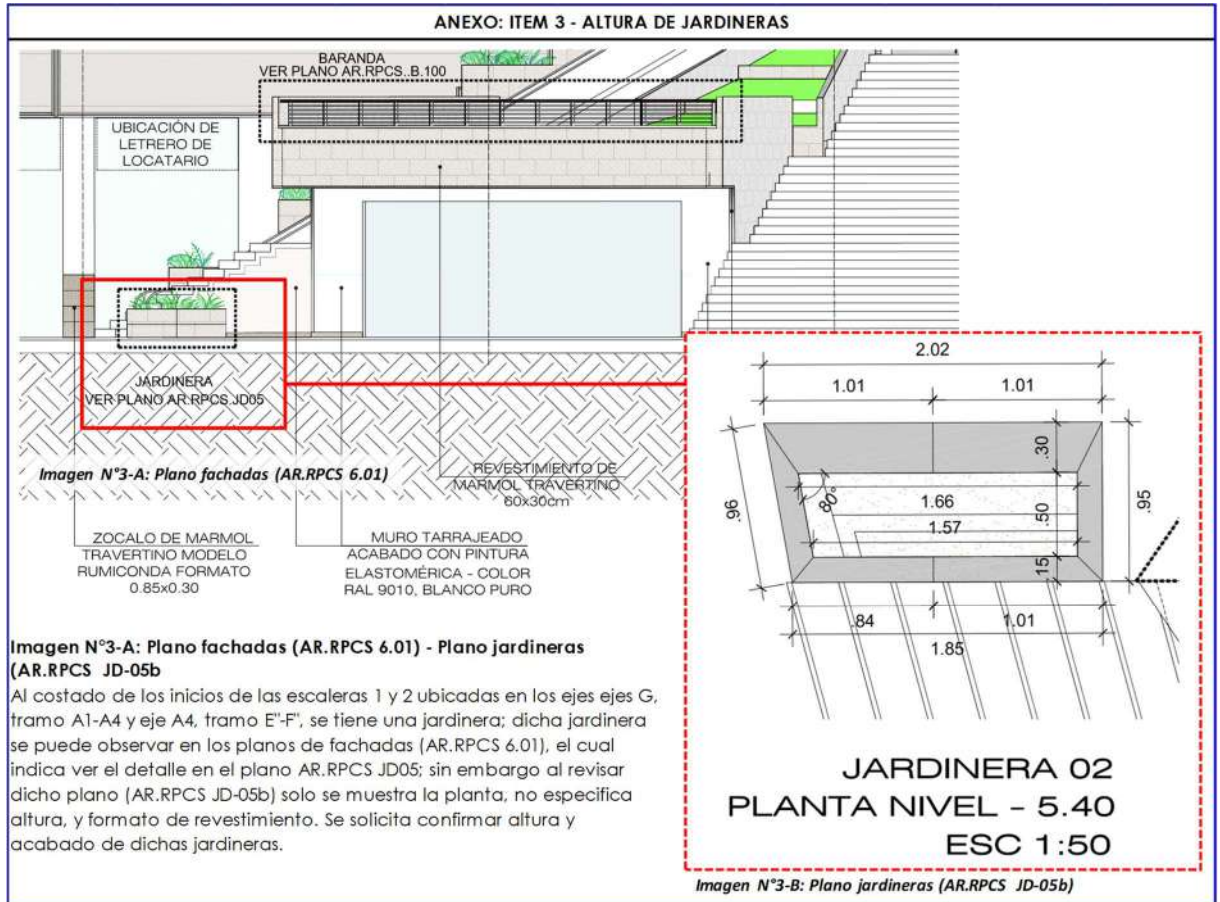 ANEXO: ITEM 3 - ALTURA DE JARDINERAS
BARANDA
VER PLANO AR.RPCS..B.100
UBICACIÓN DE
LETRERO DE
LOCATARIO
JARDINERA
VER PLANO AR.RPCS.JD05
Imagen N°3-A: Plano fachadas (AR.RPCS 6.01)
REVESTIMIENTO DE
MARMOL TRAVERTINO
60x30cm
ZOCALO DE MARMOL
TRAVERTINO MODELO
RUMICONDA FORMATO
0.85x0.30
MURO TARRAJEADO
ACABADO CON PINTURA
ELASTOMÉRICA - COLOR
RAL 9010, BLANCO PURO
2.02
1.01 1.01
.30
.96
80°
1.66
.50
.95
1.57
.15
.84 1.01
1.85
JARDINERA 02
PLANTA NIVEL - 5.40
ESC 1:50
Imagen N°3-B: Plano jardineras (AR.RPCS JD-05b)
Imagen N°3-A: Plano fachadas (AR.RPCS 6.01) - Plano jardineras
(AR.RPCS JD-05b
Al costado de los inicios de las escaleras 1 y 2 ubicadas en los ejes ejes G,
tramo A1-A4 y eje A4, tramo E"-F", se tiene una jardinera; dicha jardinera
se puede observar en los planos de fachadas (AR.RPCS 6.01), el cual
indica ver el detalle en el plano AR.RPCS JD05; sin embargo al revisar
dicho plano (AR.RPCS JD-05b) solo se muestra la planta, no especifica
altura, y formato de revestimiento. Se solicita confirmar altura y
acabado de dichas jardineras.